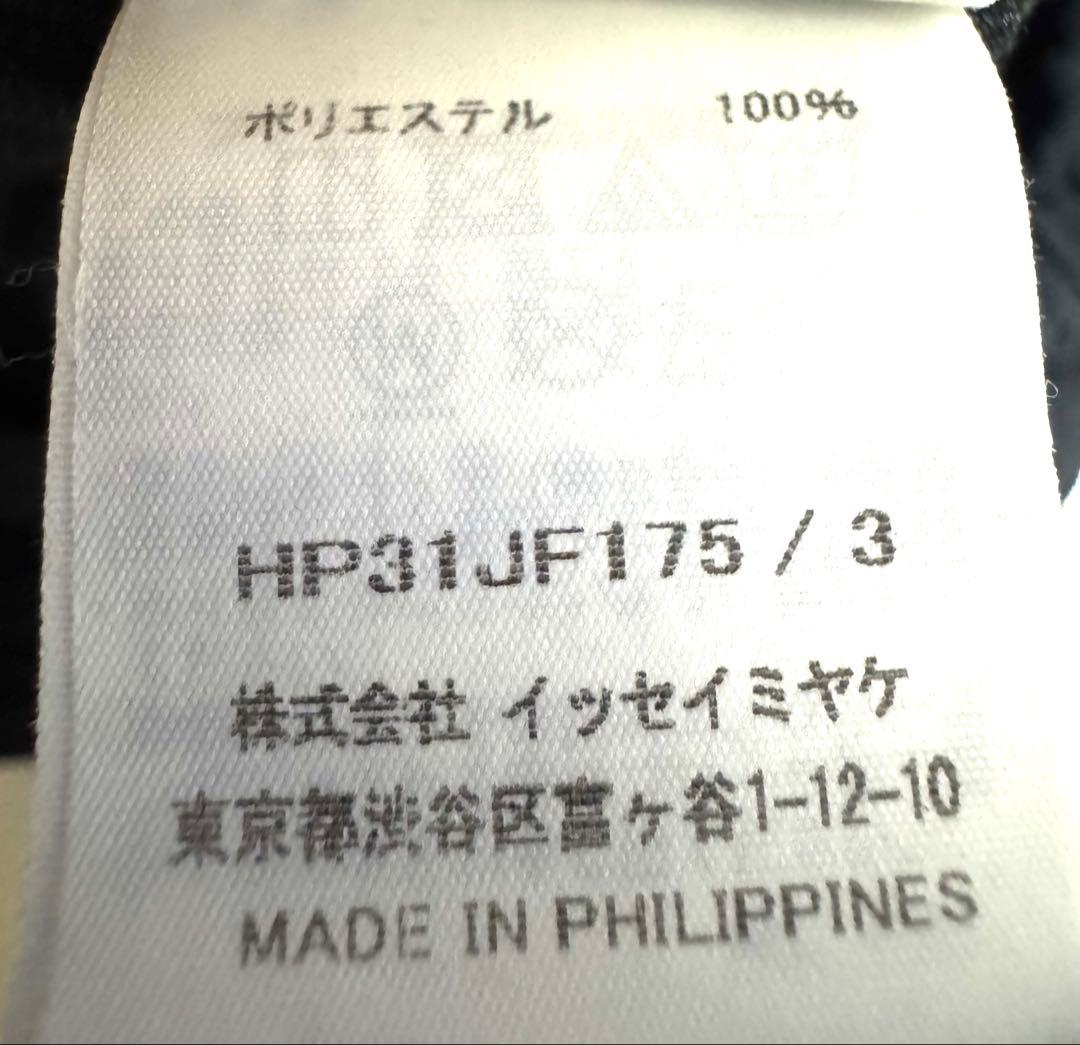 ポリエステル 100%
HP31JF175 / 3
株式会社 イッセイミヤケ
東京都渋谷区富ヶ谷1-12-10
MADE IN PHILIPPINES